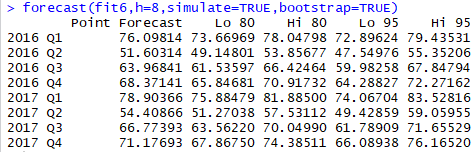 > forecast(fit6,h=8,simulate=TRUE,bootstrap=TRUE)
Point Forecast Lo 80 Hi 80 Lo 95 Hi 95
2016 Q1 76.09814 73.66969 78.04798 72.89624 79.43531
2016 Q2 51.60314 49.14801 53.85677 47.54976 55.35206
2016 Q3 63.96841 61.53597 66.42464 59.98258 67.84794
2016 Q4 68.37141 65.84681 70.91732 64.28827 72.27162
2017 Q1 78.90366 75.88479 81.88500 74.06704 83.52816
2017 Q2 54.40866 51.27038 57.53112 49.42859 59.05955
2017 Q3 66.77393 63.56220 70.04990 61.78909 71.65529
2017 Q4 71.17693 67.86750 74.38511 66.08938 76.16520